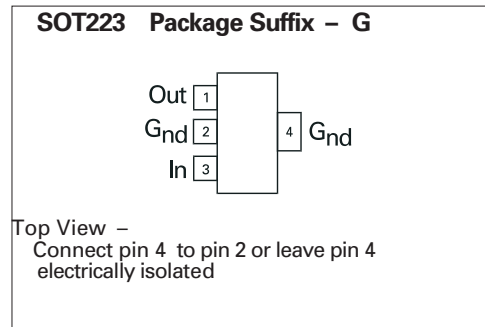 SOT223 Package Suffix – G
Out 1
Gnd 2
4 Gnd
In 3
Top View –
Connect pin 4 to pin 2 or leave pin 4
electrically isolated